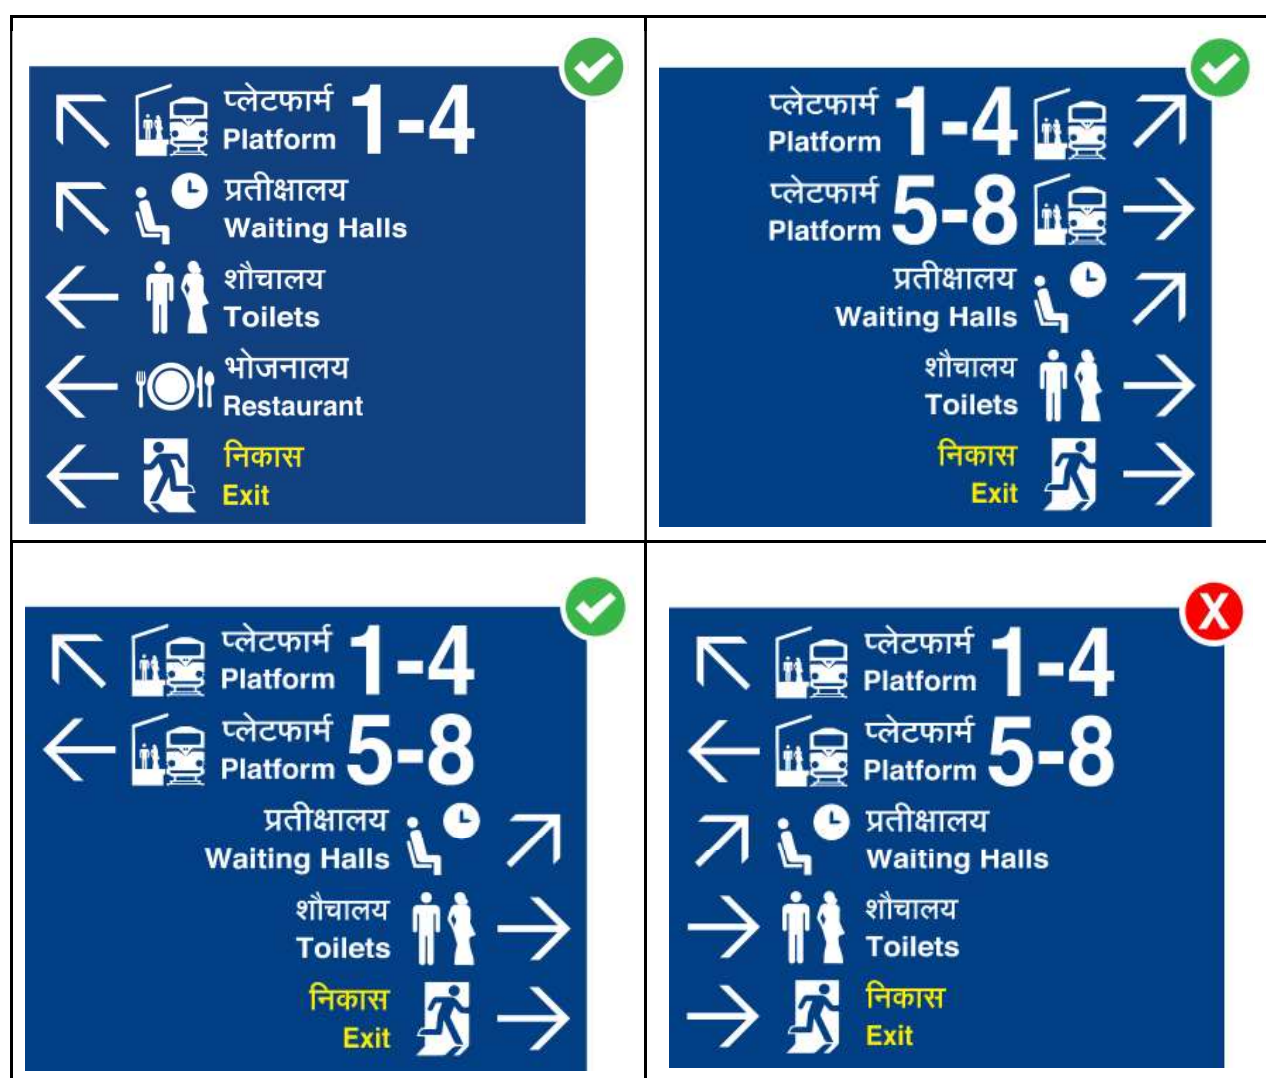 प्लेटफार्म 1-4
Platform
प्रतीक्षालय
Waiting Halls
शौचालय
Toilets
भोजनालय
Restaurant
निकास
Exit
प्लेटफार्म 1-4
Platform
प्लेटफार्म 5-8
Platform
प्रतीक्षालय
Waiting Halls
शौचालय
Toilets
निकास
Exit
प्लेटफार्म 1-4
Platform
प्लेटफार्म 5-8
Platform
प्रतीक्षालय
Waiting Halls
शौचालय
Toilets
निकास
Exit
X
प्लेटफार्म 1-4
Platform
प्लेटफार्म 5-8
Platform
प्रतीक्षालय
Waiting Halls
शौचालय
Toilets
निकास
Exit